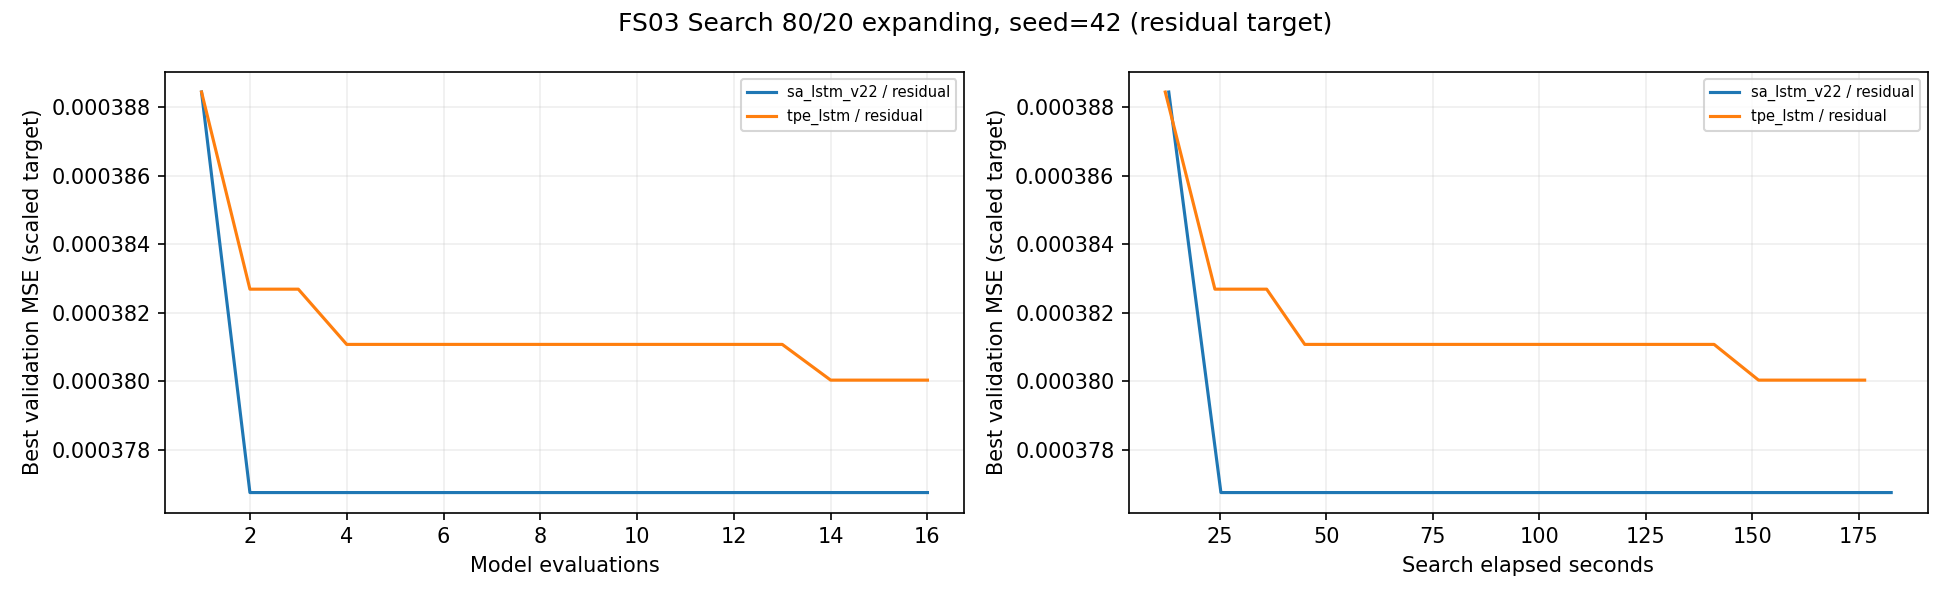 FS03 Search 80/20 expanding, seed=42 (residual target)
Best validation MSE (scaled target)
0.000388
0.000386
0.000384
0.000382
0.000380
0.000378
sa_lstm_v22 / residual
tpe_lstm / residual
2 4 6 8 10 12 14 16
Model evaluations
Best validation MSE (scaled target)
0.000388
0.000386
0.000384
0.000382
0.000380
0.000378
sa_lstm_v22 / residual
tpe_lstm / residual
25 50 75 100 125 150 175
Search elapsed seconds